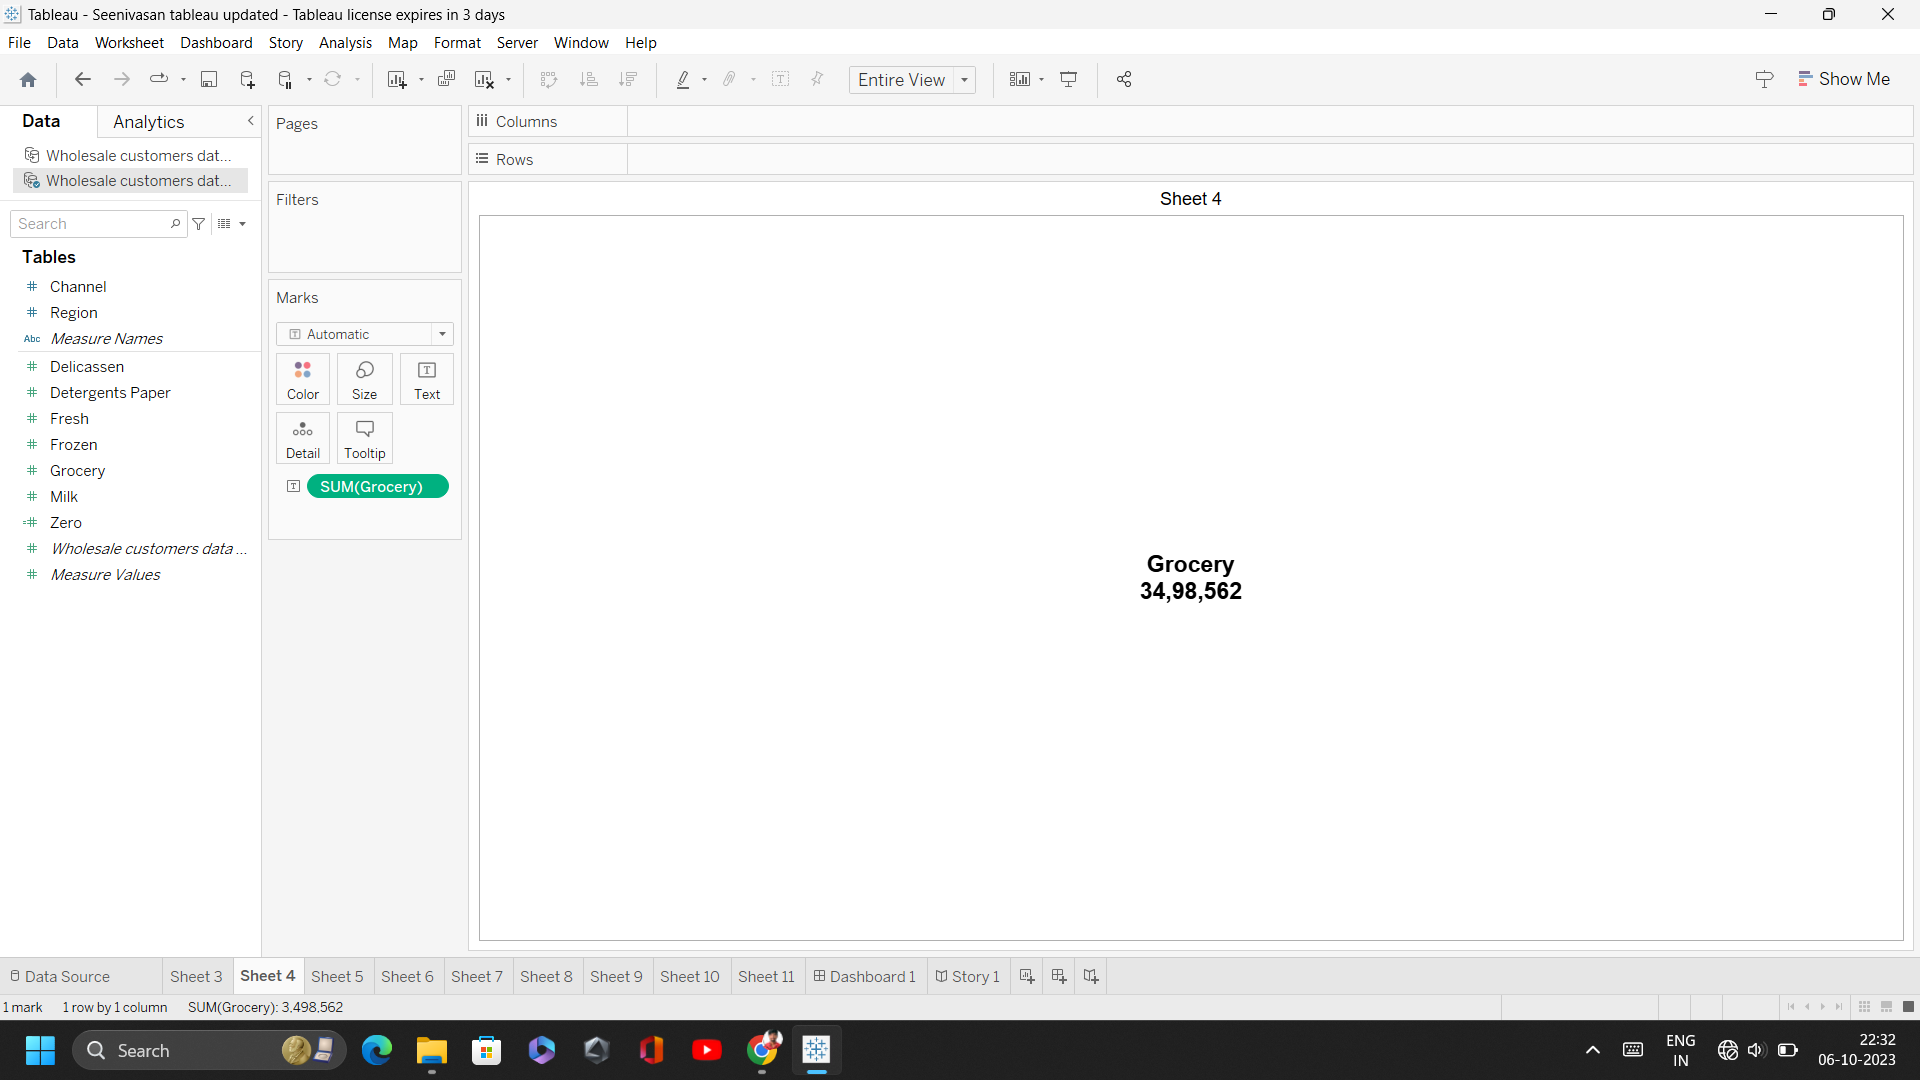 Tableau - Seenivasan tableau updated - Tableau license expires in 3 days
File Data Worksheet Dashboard Story Analysis Map Format Server Window Help
Entire View
Show Me
Data Analytics
Wholesale customers dat...
Wholesale customers dat...
Search
Tables
Channel
Region
Abc Measure Names
Delicassen
Detergents Paper
Fresh
Frozen
Grocery
Milk
Zero
Wholesale customers data ...
Measure Values
Pages
Filters
Marks
Automatic
Color Size Text
Detail Tooltip
SUM(Grocery)
Columns
Rows
Sheet 4
Grocery
34,98,562
Data Source Sheet 3 Sheet 4 Sheet 5 Sheet 6 Sheet 7 Sheet 8 Sheet 9 Sheet 10 Sheet 11 Dashboard 1 Story 1
1 mark 1 row by 1 column SUM(Grocery): 3,498,562
Search
ENG
IN
22:32
06-10-2023